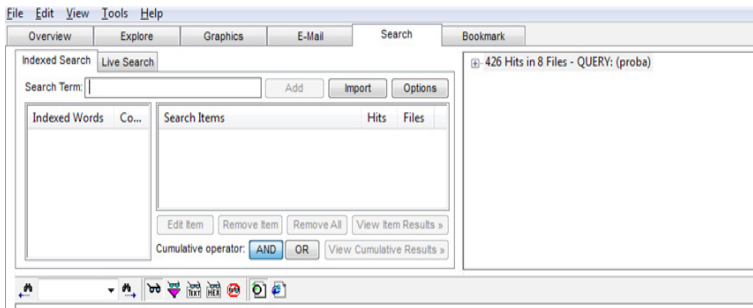 File Edit View Tools Help
Overview Explore Graphics E-Mail Search Bookmark
Indexed Search Live Search
Search Term: Add Import Options
426 Hits in 8 Files - QUERY: (proba)
Indexed Words Co... Search Items Hits Files
Edit Item Remove Item Remove All View Item Results »
Cumulative operator: AND OR View Cumulative Results »
TEXT HEX